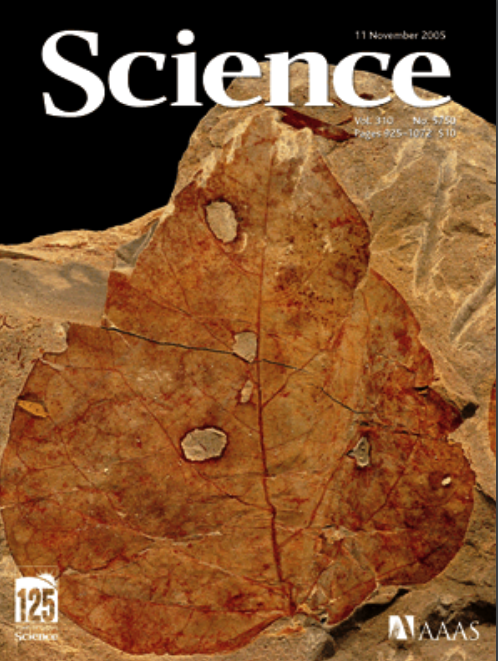 11 November 2005
Science
Vol. 310 No. 5750
Pages 925–1072 $10
125
Science
AAAS